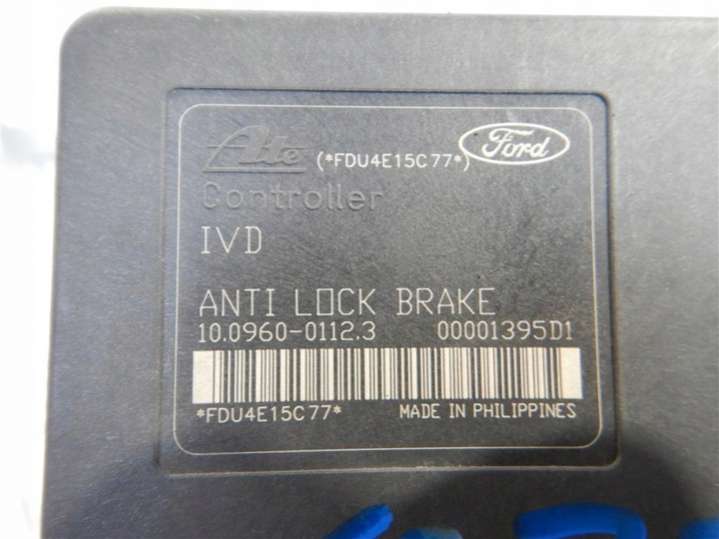 Ate (*FDU4E15C77*) Ford
Controller
IVD
ANTI LOCK BRAKE
10.0960-0112.3 00001395D1
*FDU4E15C77* MADE IN PHILIPPINES